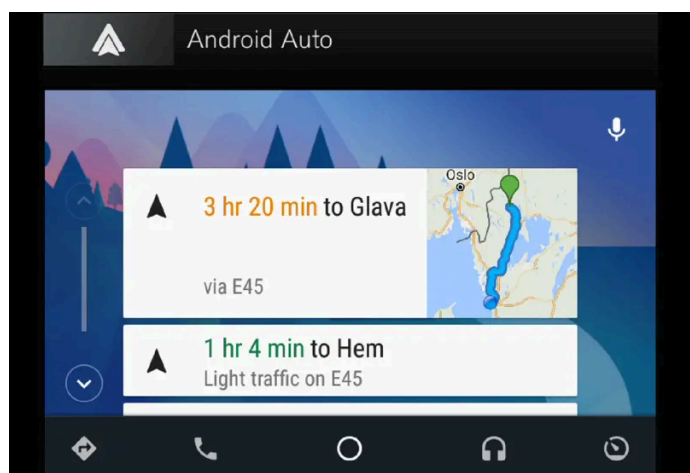 Android Auto
3 hr 20 min to Glava
via E45
Oslo
1 hr 4 min to Hem
Light traffic on E45